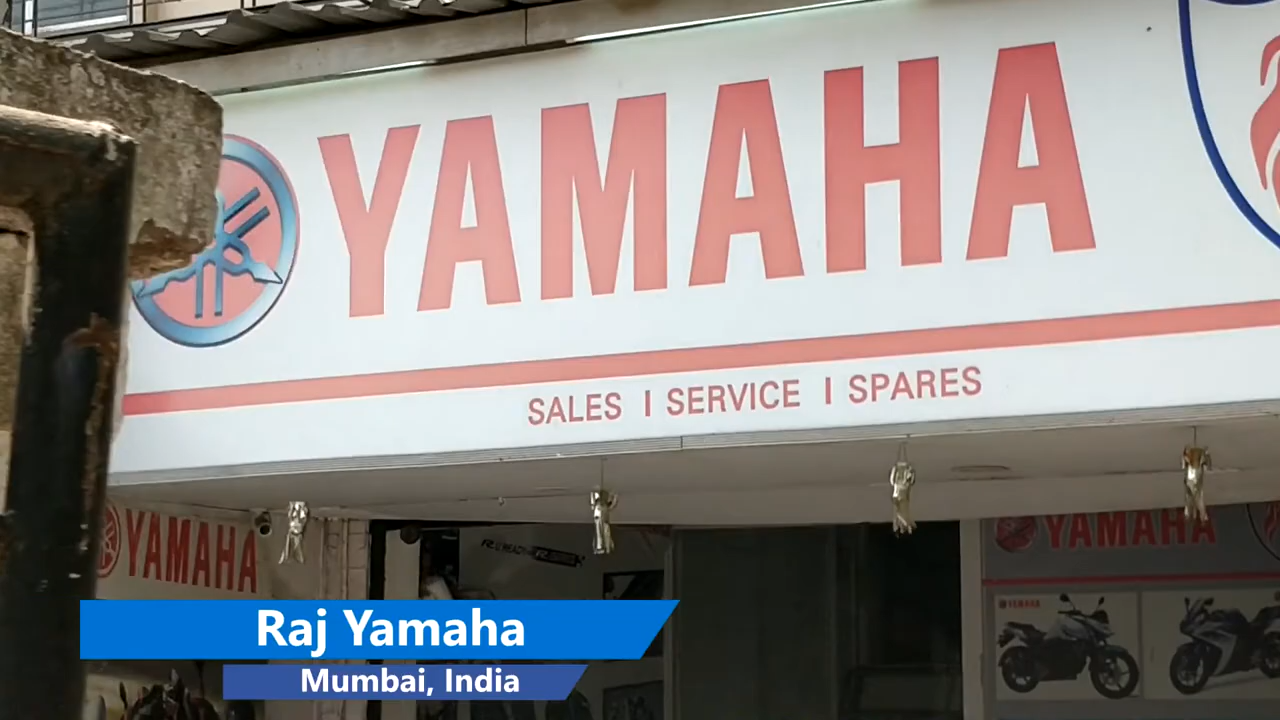 YAMAHA
SALES I SERVICE I SPARES
YAMAHA
YAMAHA
YAMAHA
Raj Yamaha
Mumbai, India